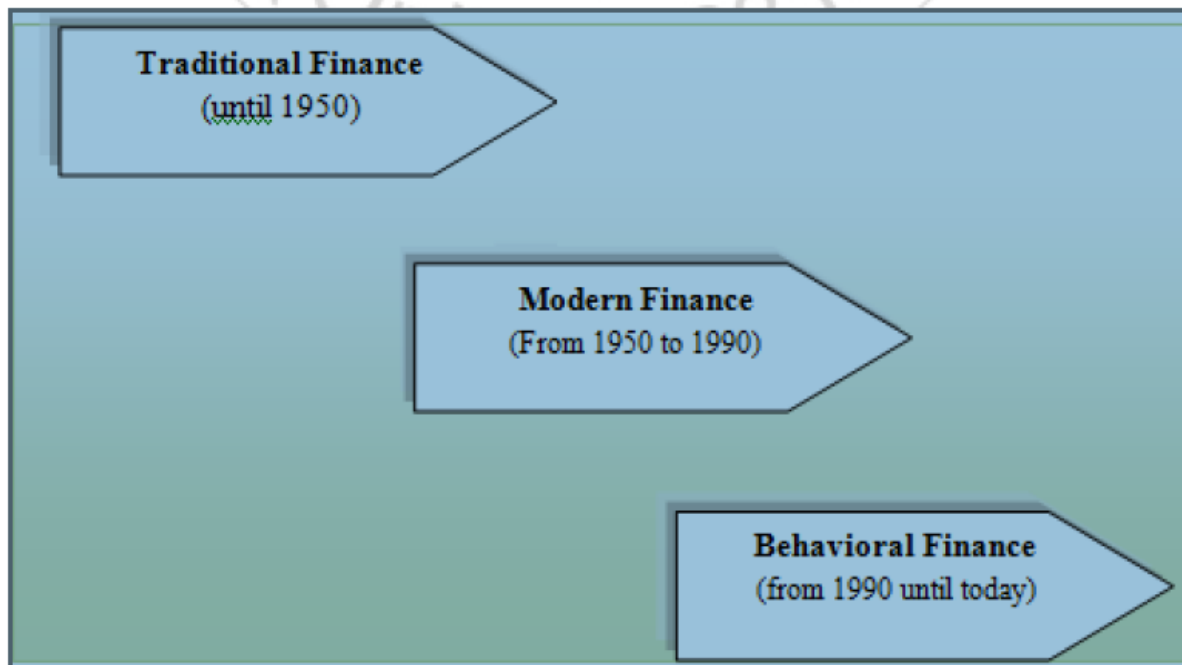 Traditional Finance
(until 1950)
Modern Finance
(From 1950 to 1990)
Behavioral Finance
(from 1990 until today)